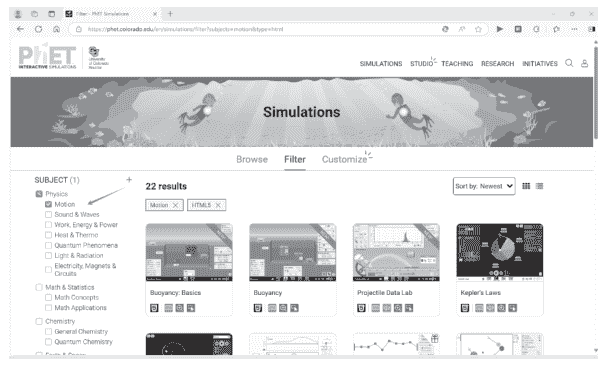 Filter - PhET Simulations
https://phet.colorado.edu/en/simulations/filter?subjects=motion&type=html
PhET
INTERACTIVE SIMULATIONS
University
of Colorado
Boulder
SIMULATIONS STUDIO TEACHING RESEARCH INITIATIVES
Simulations
Browse Filter Customize
SUBJECT (1) +
22 results
Sort by: Newest
Physics
Motion
Motion × HTML5 ×
Sound & Waves
Work, Energy & Power
Heat & Thermo
Quantum Phenomena
Light & Radiation
Electricity, Magnets &
Circuits
Buoyancy: Basics
Buoyancy
Projectile Data Lab
Kepler's Laws
Math & Statistics
Math Concepts
Math Applications
Chemistry
General Chemistry
Quantum Chemistry